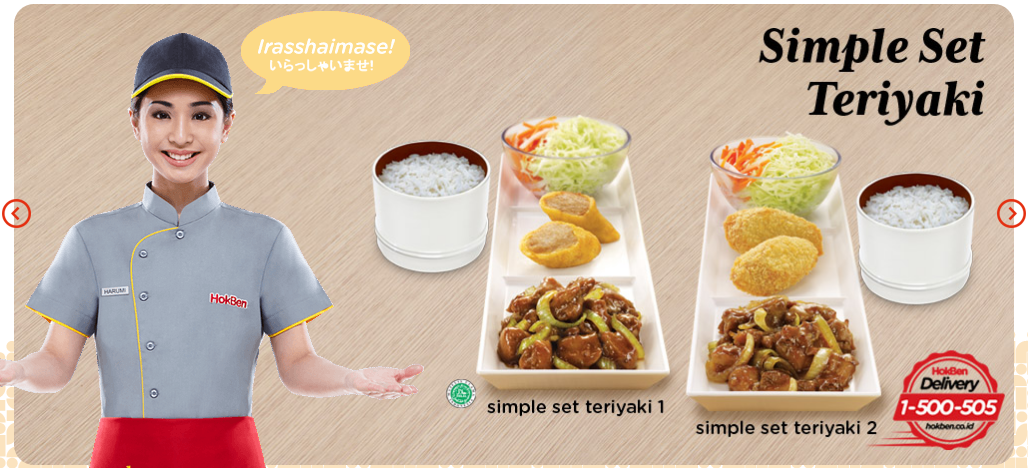 Irasshaimase!
いらっしゃいませ!
Simple Set
Teriyaki
HARUMI
HokBen
simple set teriyaki 1
simple set teriyaki 2
HokBen
Delivery
1-500-505
hokben.co.id